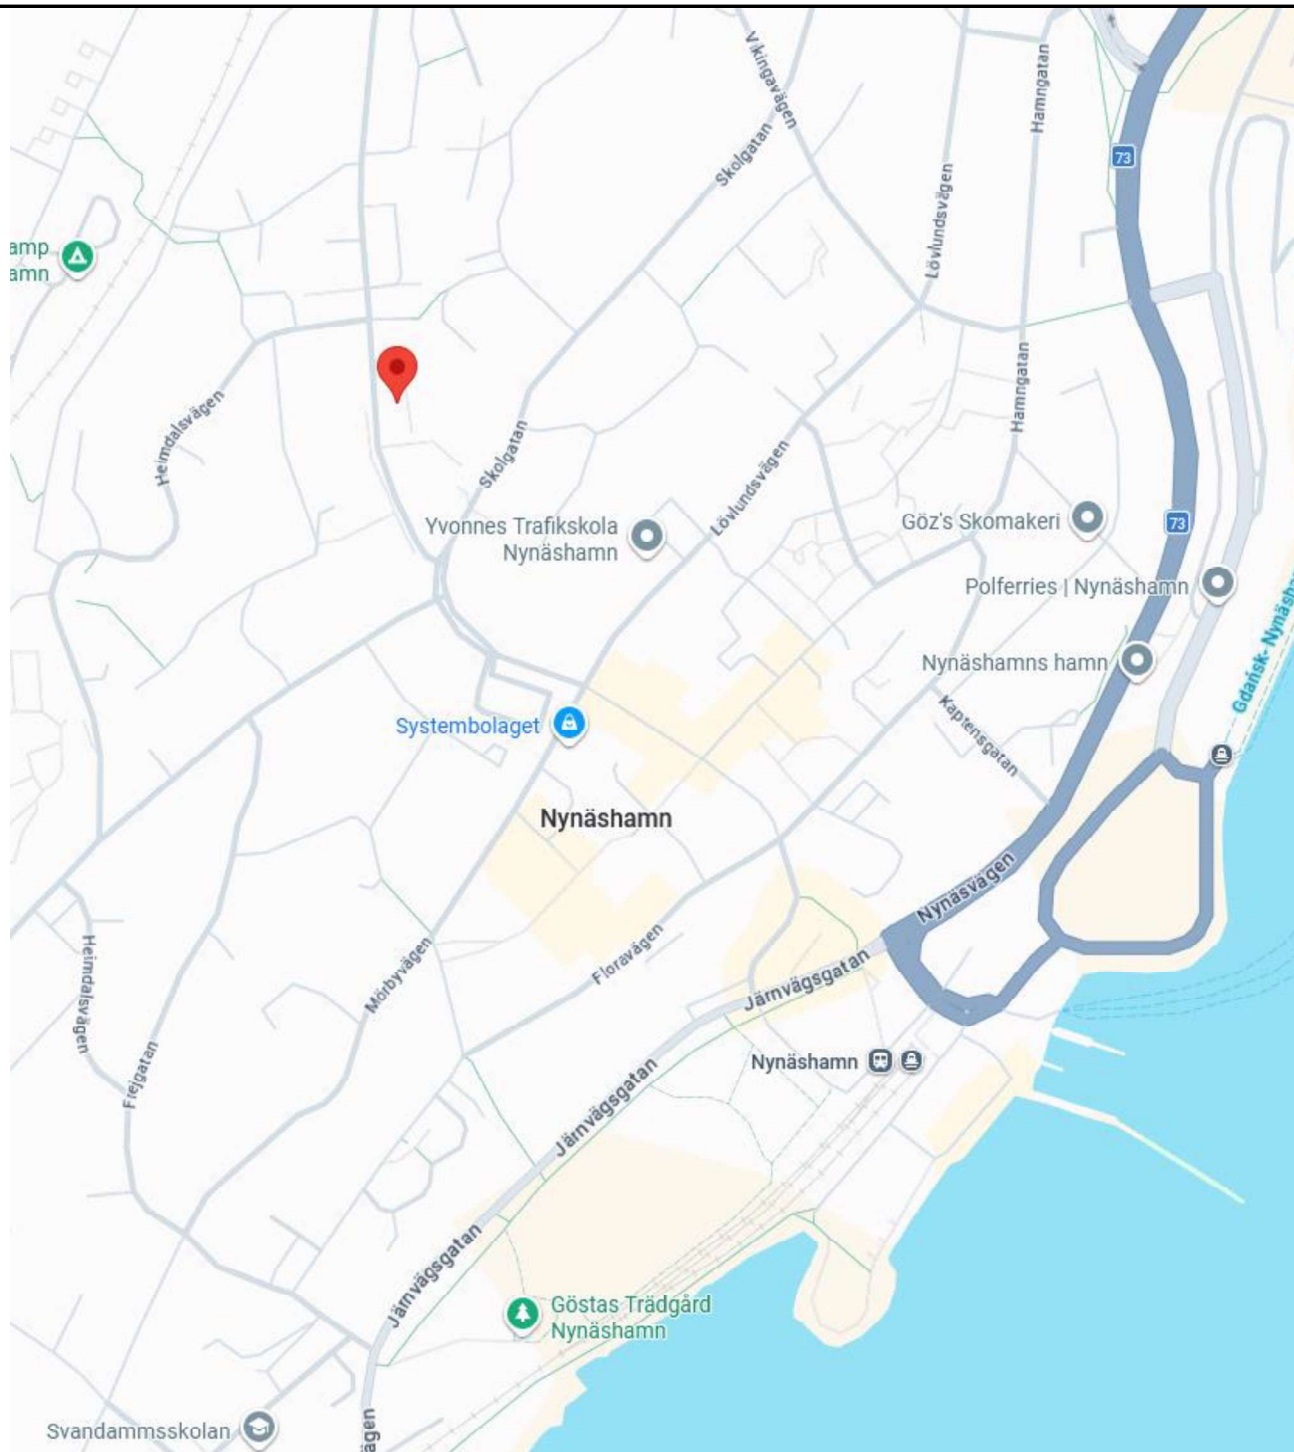 Vikingavägen
Skolgatan
Hamngatan
73
Lövlundsvägen
amp
amn
Hamngatan
Heimdalsvägen
Skolgatan
Lövlundsvägen
Yvonnes Trafikskola
Nynäshamn
Göz's Skomakeri
73
Polferries | Nynäshamn
Gdańsk- Nynäsha
Nynäshamns hamn
Kaptensgatan
Systembolaget
Nynäshamn
Nynäsvägen
Heimdalsvägen
Mörbyvägen
Floravägen
Järnvägsgatan
Frejgatan
Nynäshamn
Järnvägsgatan
Järnvägsgatan
Göstas Trädgård
Nynäshamn
Svandammsskolan
ägen